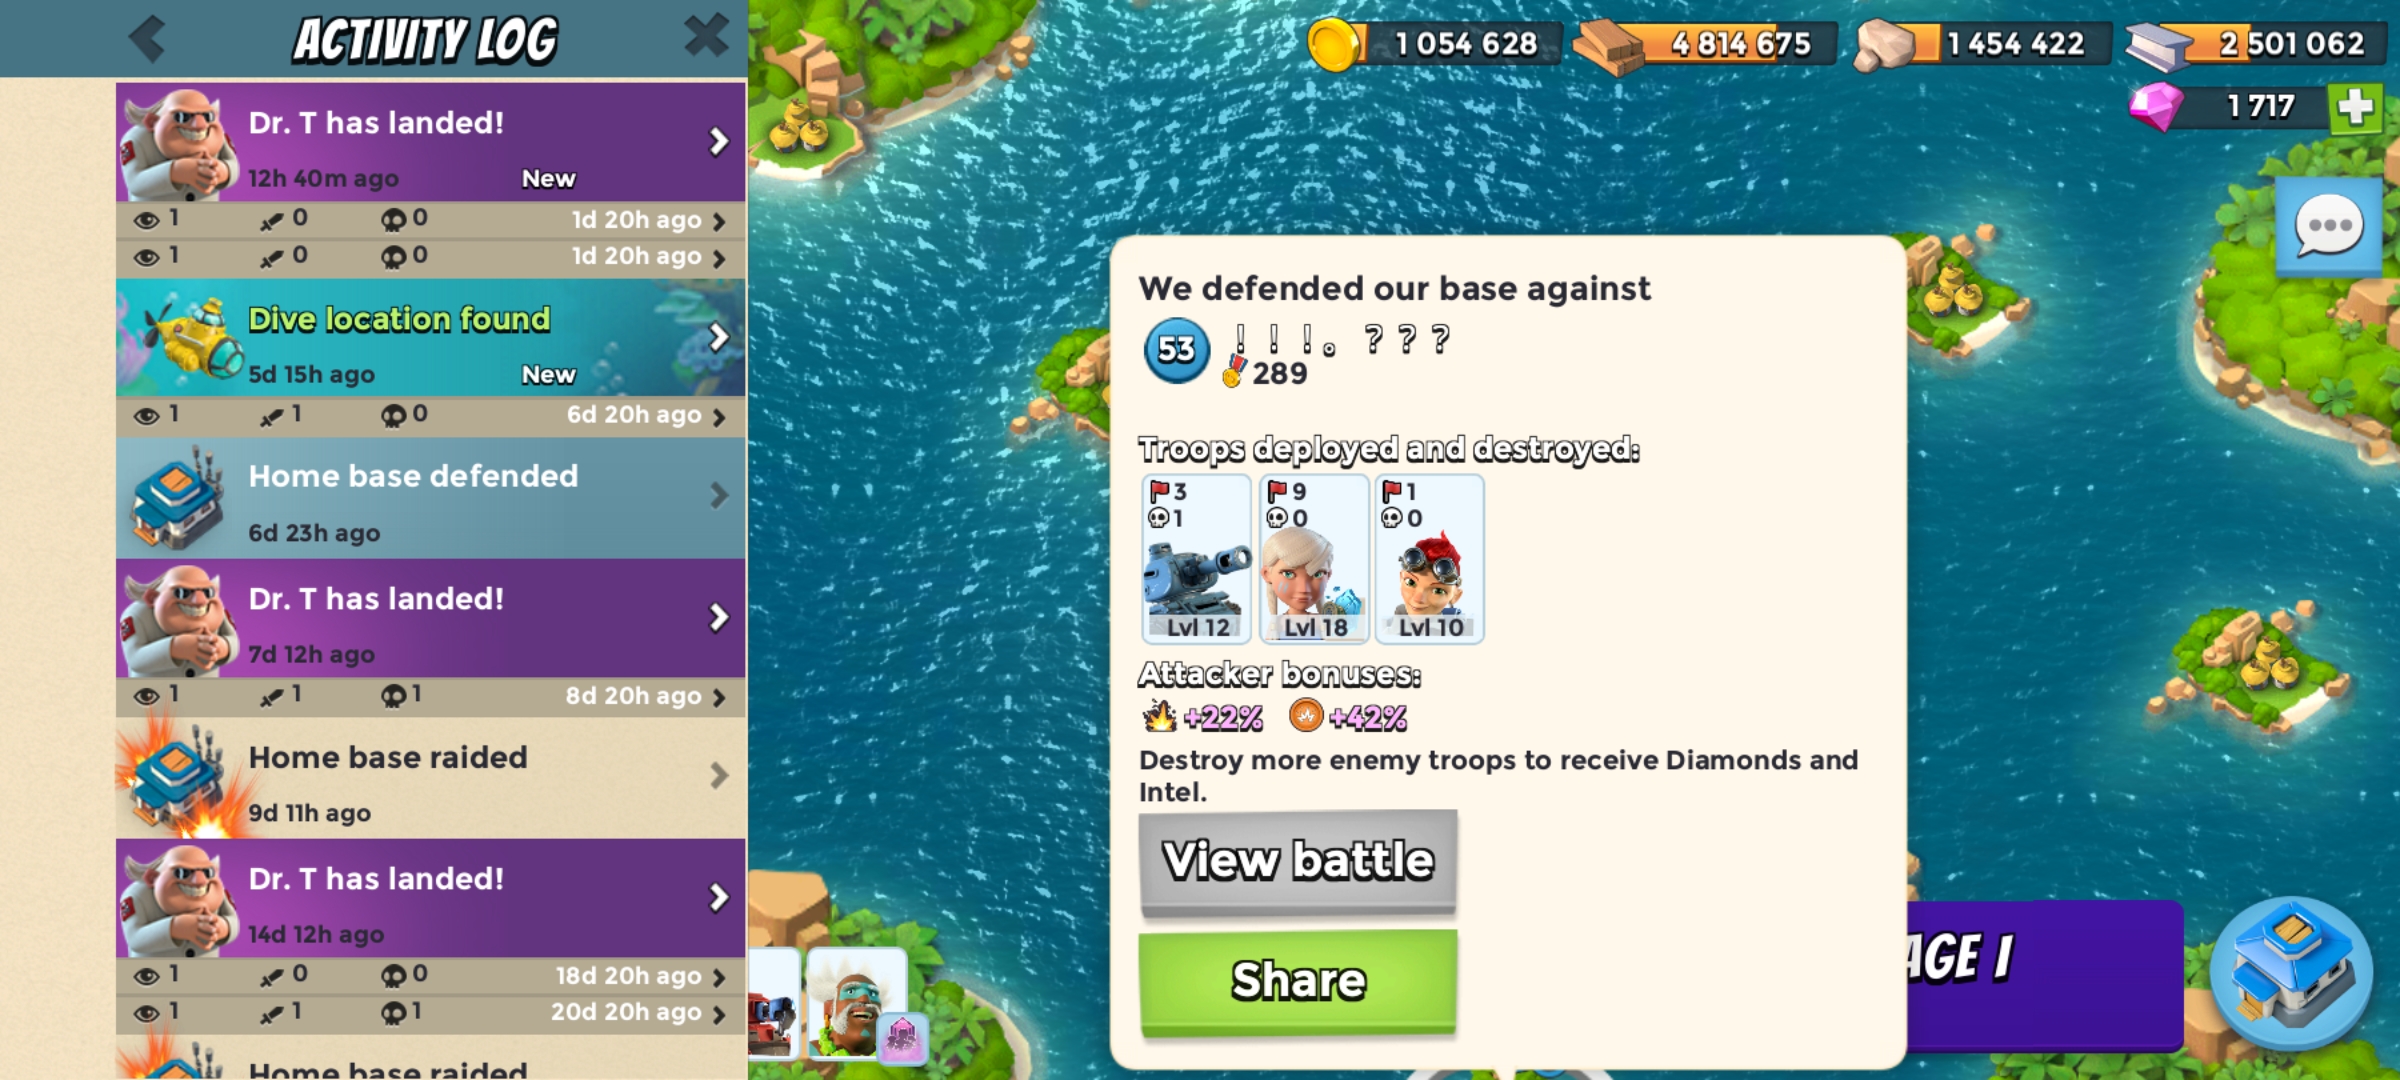 ACTIVITY LOG
Dr. T has landed!
12h 40m ago New
1 0 0 1d 20h ago
1 0 0 1d 20h ago
Dive location found
5d 15h ago New
1 1 0 6d 20h ago
Home base defended
6d 23h ago
Dr. T has landed!
7d 12h ago
1 1 1 8d 20h ago
Home base raided
9d 11h ago
Dr. T has landed!
14d 12h ago
1 0 0 18d 20h ago
1 1 1 20d 20h ago
Home base raided
1 054 628 4 814 675 1 454 422 2 501 062
1 717
We defended our base against
53 ！！！。？？？
289
Troops deployed and destroyed:
3 9 1
1 0 0
Lvl 12 Lvl 18 Lvl 10
Attacker bonuses:
+22% +42%
Destroy more enemy troops to receive Diamonds and
Intel.
View battle
Share
AGE I